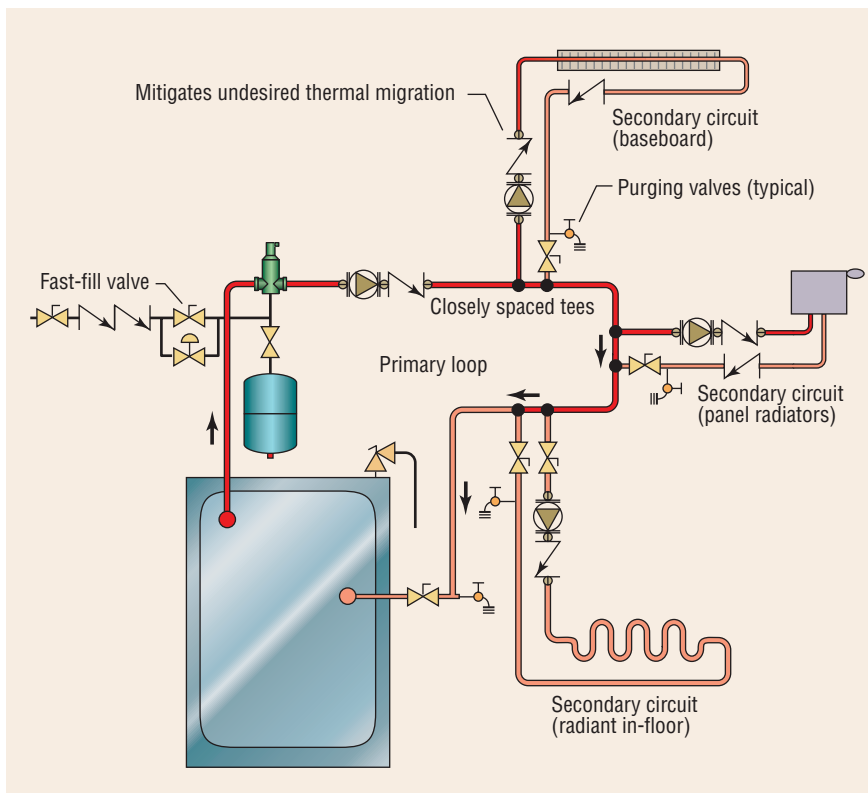 Mitigates undesired thermal migration
Secondary circuit
(baseboard)
Purging valves (typical)
Fast-fill valve
Closely spaced tees
Primary loop
Secondary circuit
(panel radiators)
Secondary circuit
(radiant in-floor)